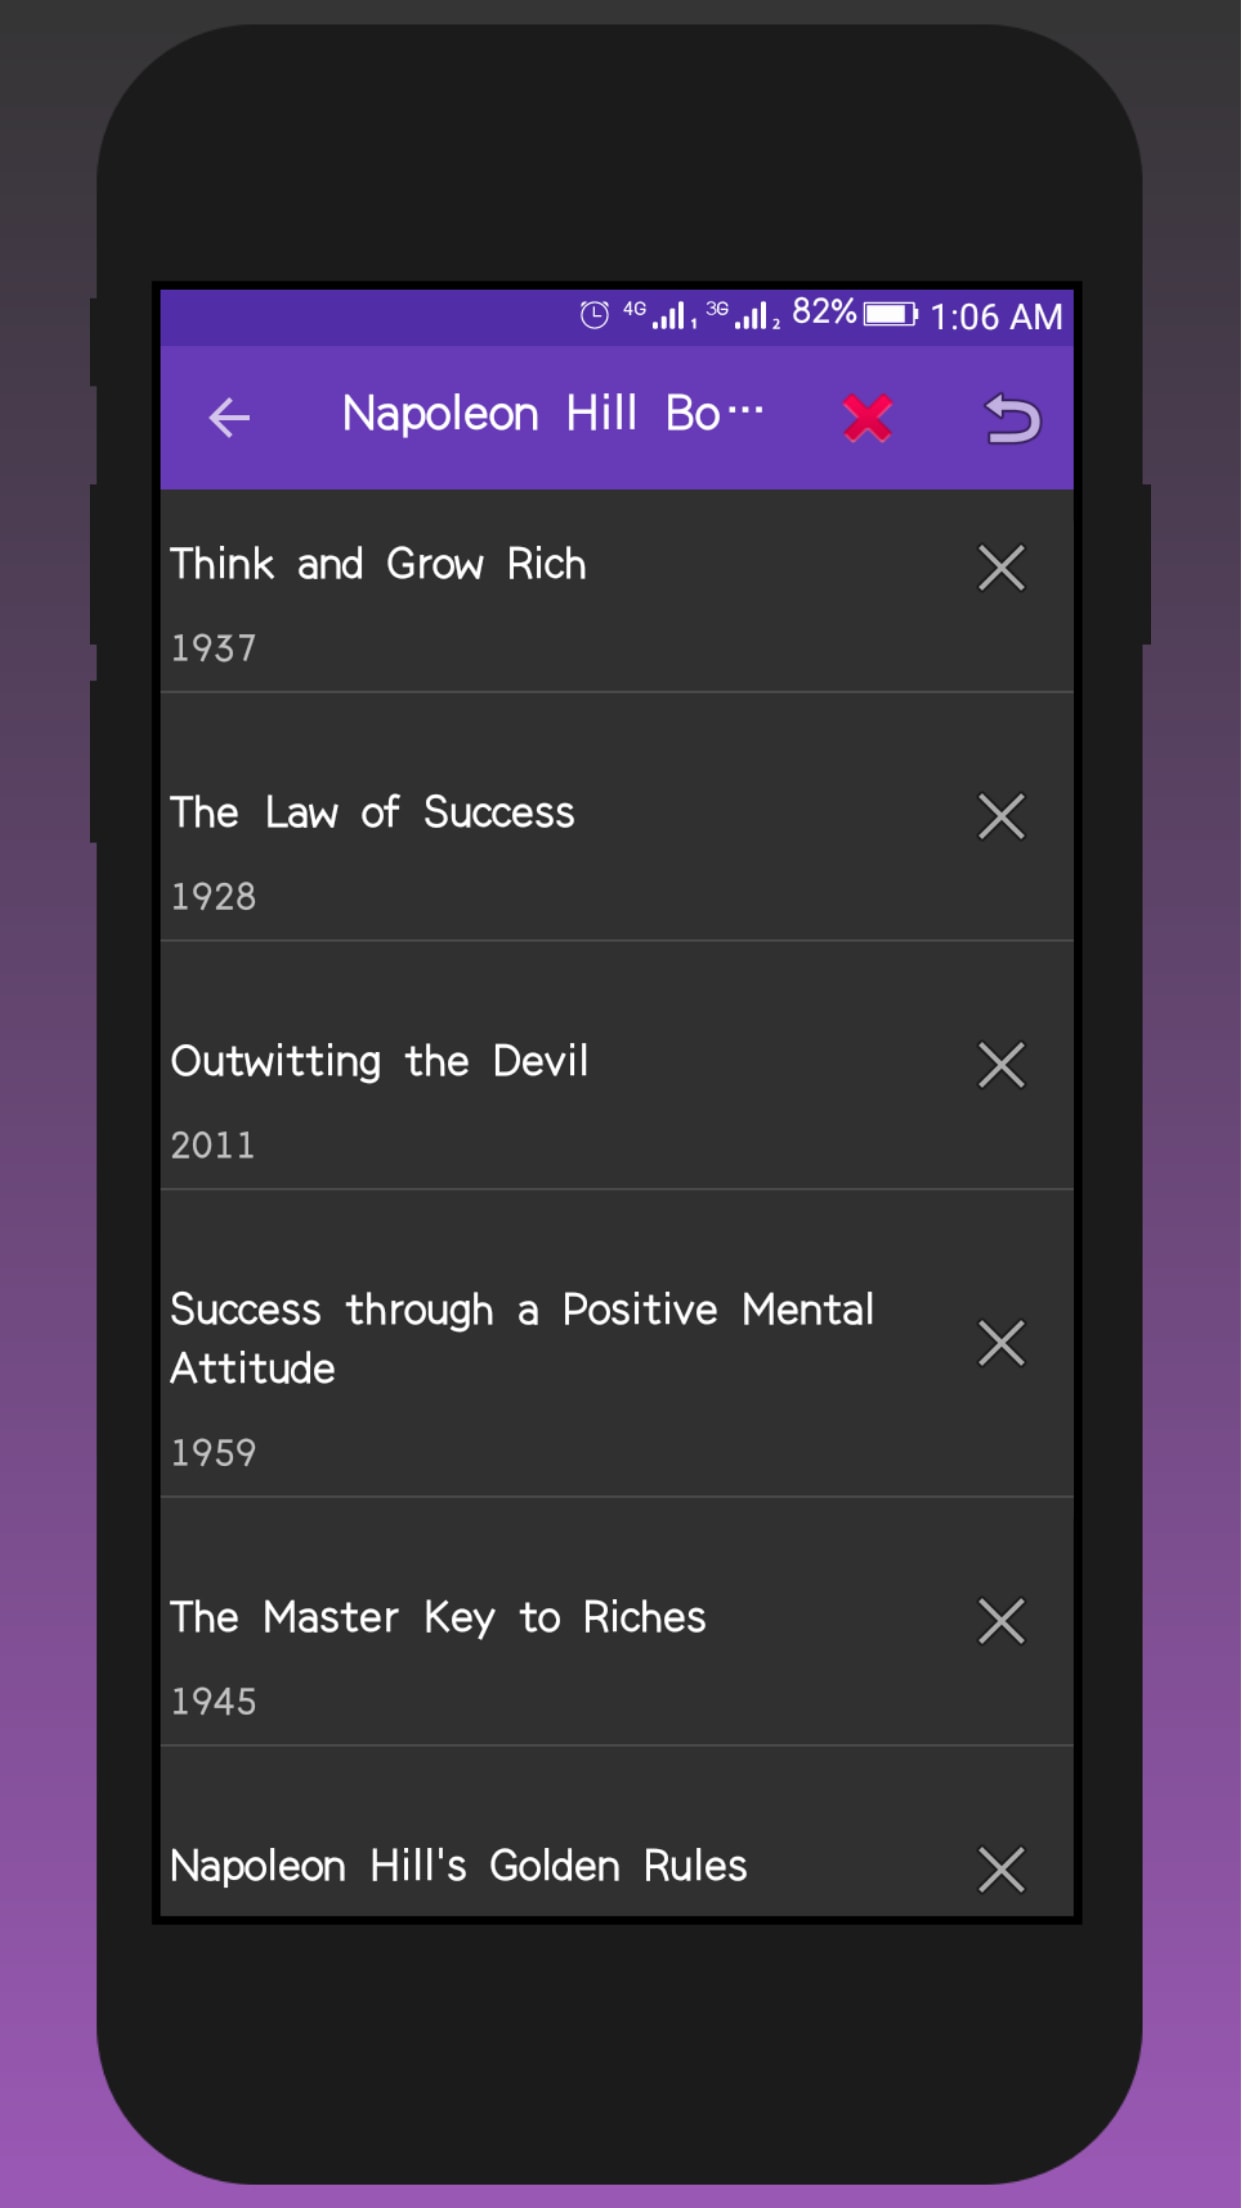 4G 1 3G 2 82% 1:06 AM
Napoleon Hill Bo...
Think and Grow Rich
1937
The Law of Success
1928
Outwitting the Devil
2011
Success through a Positive Mental
Attitude
1959
The Master Key to Riches
1945
Napoleon Hill's Golden Rules